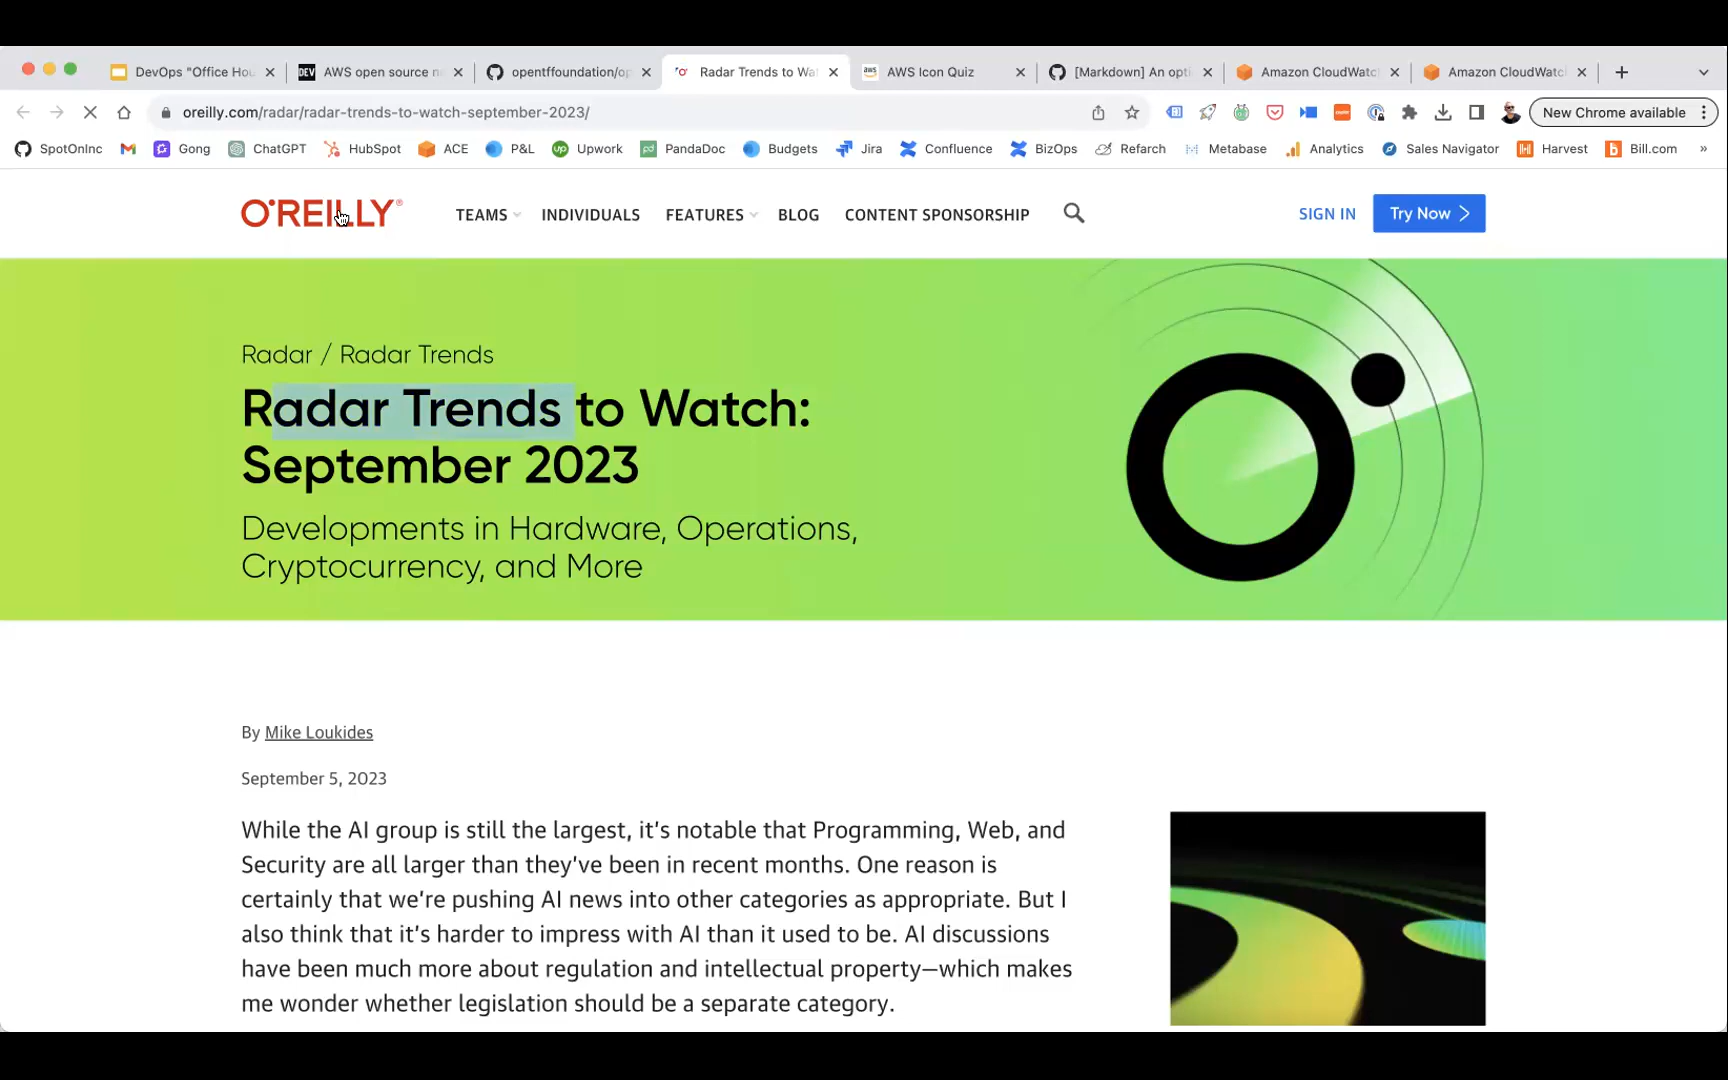 DevOps "Office Hou
DEV AWS open source n
opentffoundation/op
Radar Trends to Wat
aws AWS Icon Quiz
[Markdown] An opti
Amazon CloudWatc
Amazon CloudWatc
oreilly.com/radar/radar-trends-to-watch-september-2023/
New Chrome available
SpotOnInc
Gong
ChatGPT
HubSpot
ACE
P&L
up Upwork
pd PandaDoc
Budgets
Jira
Confluence
BizOps
Refarch
Metabase
Analytics
Sales Navigator
Harvest
Bill.com
»
O'REILLY®
TEAMS
INDIVIDUALS
FEATURES
BLOG
CONTENT SPONSORSHIP
SIGN IN
Try Now
Radar / Radar Trends
Radar Trends to Watch:
September 2023
Developments in Hardware, Operations,
Cryptocurrency, and More
By Mike Loukides
September 5, 2023
While the AI group is still the largest, it's notable that Programming, Web, and
Security are all larger than they've been in recent months. One reason is
certainly that we're pushing AI news into other categories as appropriate. But I
also think that it's harder to impress with AI than it used to be. AI discussions
have been much more about regulation and intellectual property—which makes
me wonder whether legislation should be a separate category.